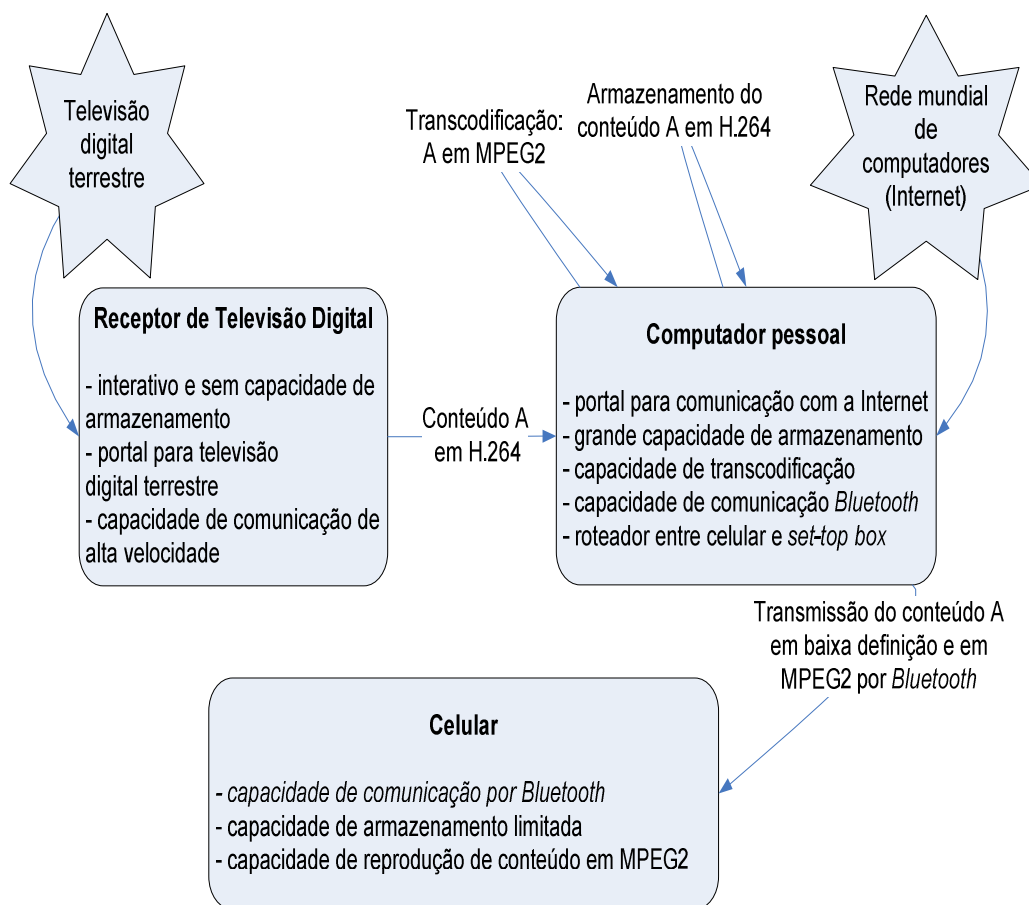 Televisão
digital
terrestre
Transcodificação:
A em MPEG2
Armazenamento do
conteúdo A em H.264
Rede mundial
de
computadores
(Internet)
Receptor de Televisão Digital
- interativo e sem capacidade de
armazenamento
- portal para televisão
digital terrestre
- capacidade de comunicação de
alta velocidade
Conteúdo A
em H.264
Computador pessoal
- portal para comunicação com a Internet
- grande capacidade de armazenamento
- capacidade de transcodificação
- capacidade de comunicação Bluetooth
- roteador entre celular e set-top box
Transmissão do conteúdo A
em baixa definição e em
MPEG2 por Bluetooth
Celular
- capacidade de comunicação por Bluetooth
- capacidade de armazenamento limitada
- capacidade de reprodução de conteúdo em MPEG2